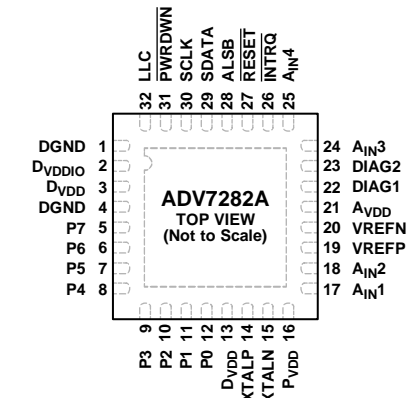 32 LLC
31 PWRDWN
30 SCLK
29 SDATA
28 ALSB
27 RESET
26 INTRQ
25 AIN4
DGND 1
DVDDIO 2
DVDD 3
DGND 4
P7 5
P6 6
P5 7
P4 8
ADV7282A
TOP VIEW
(Not to Scale)
24 AIN3
23 DIAG2
22 DIAG1
21 AVDD
20 VREFN
19 VREFP
18 AIN2
17 AIN1
P3 9
P2 10
P1 11
P0 12
DVDD 13
XTALP 14
XTALN 15
PVDD 16